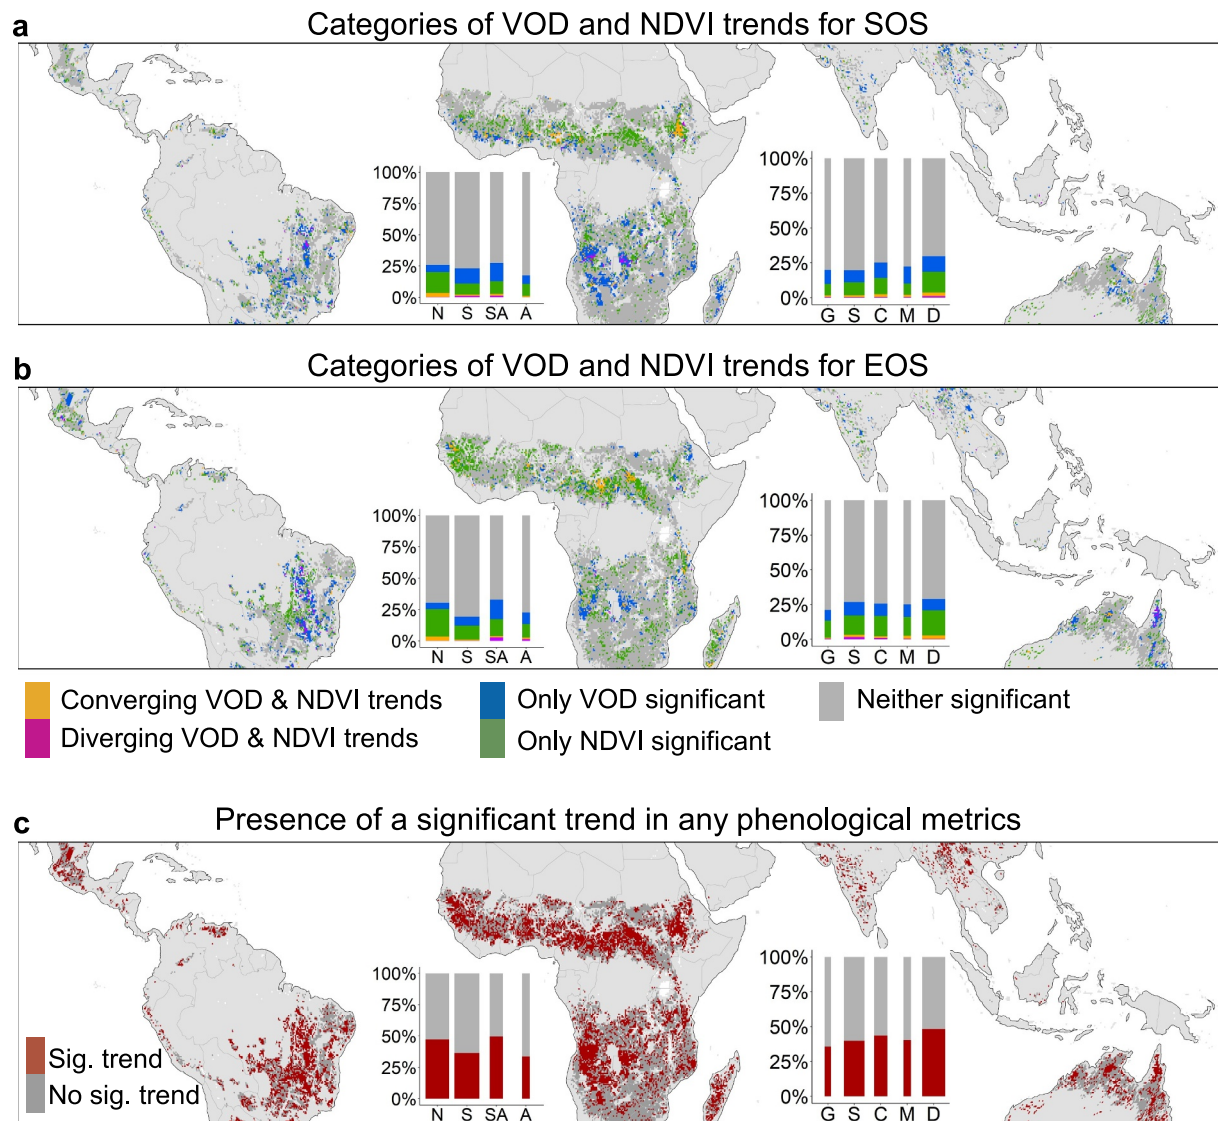 a
Categories of VOD and NDVI trends for SOS
100%
75%
50%
25%
0%
N S SA A
100%
75%
50%
25%
0%
G S C M D
b
Categories of VOD and NDVI trends for EOS
100%
75%
50%
25%
0%
N S SA A
100%
75%
50%
25%
0%
G S C M D
Converging VOD & NDVI trends
Diverging VOD & NDVI trends
Only VOD significant
Only NDVI significant
Neither significant
c
Presence of a significant trend in any phenological metrics
Sig. trend
No sig. trend
100%
75%
50%
25%
0%
N S SA A
100%
75%
50%
25%
0%
G S C M D